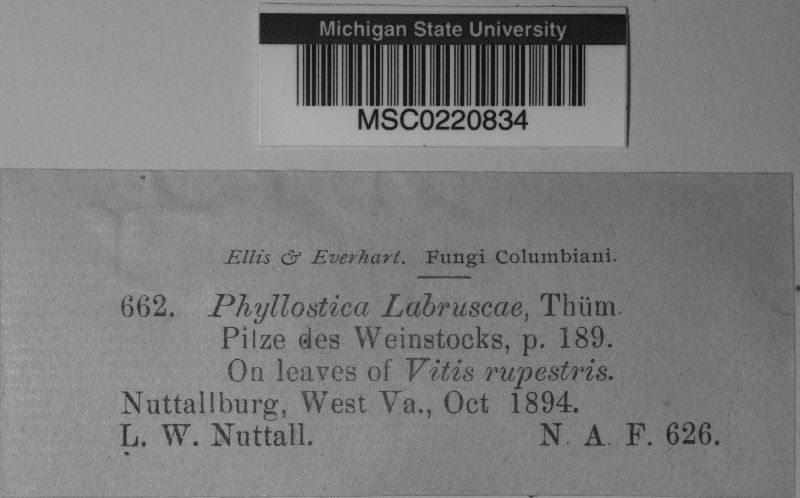 Michigan State University
MSC0220834
Ellis & Everhart. Fungi Columbiani.
662. Phyllostica Labruscae, Thüm.
Pilze des Weinstocks, p. 189.
On leaves of Vitis rupestris.
Nuttallburg, West Va., Oct 1894.
L. W. Nuttall. N. A. F. 626.